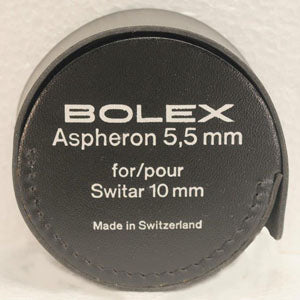 BOLEX
Aspheron 5,5 mm
for/pour
Switar 10 mm
Made in Switzerland